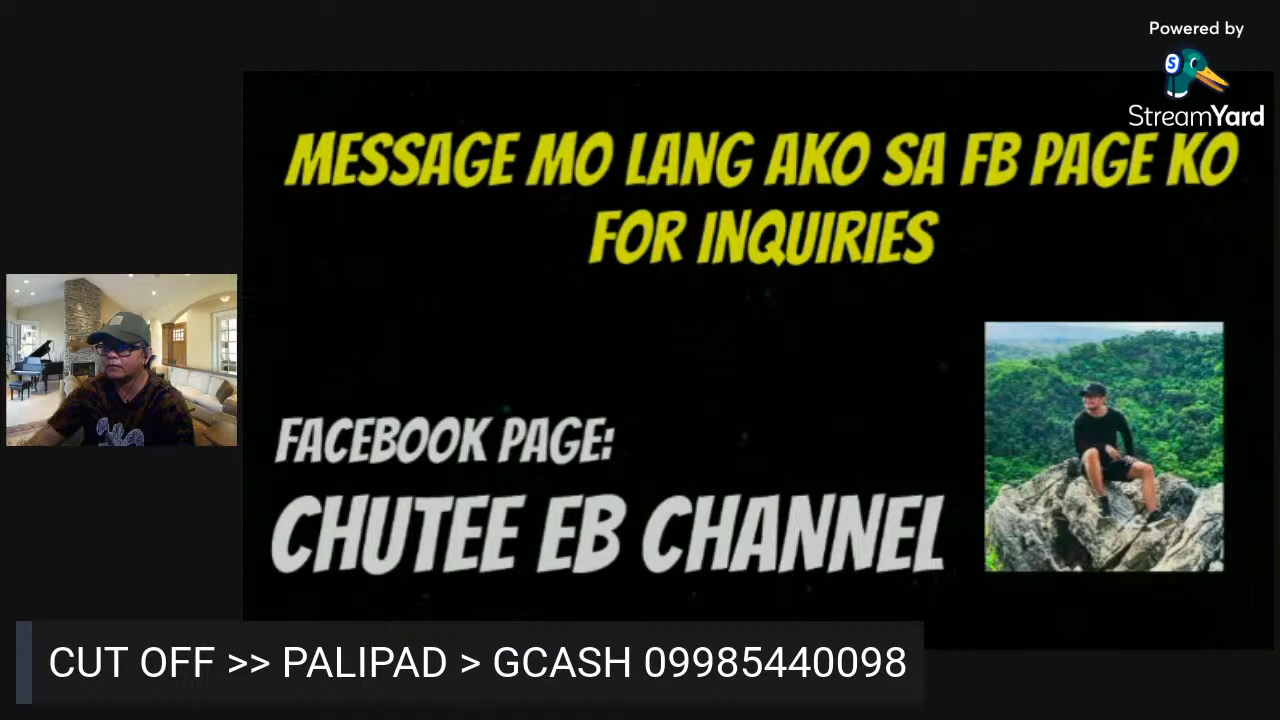 Powered by
StreamYard
MESSAGE MO LANG AKO SA FB PAGE KO
FOR INQUIRIES
FACEBOOK PAGE:
CHUTEE EB CHANNEL
CUT OFF >> PALIPAD > GCASH 09985440098